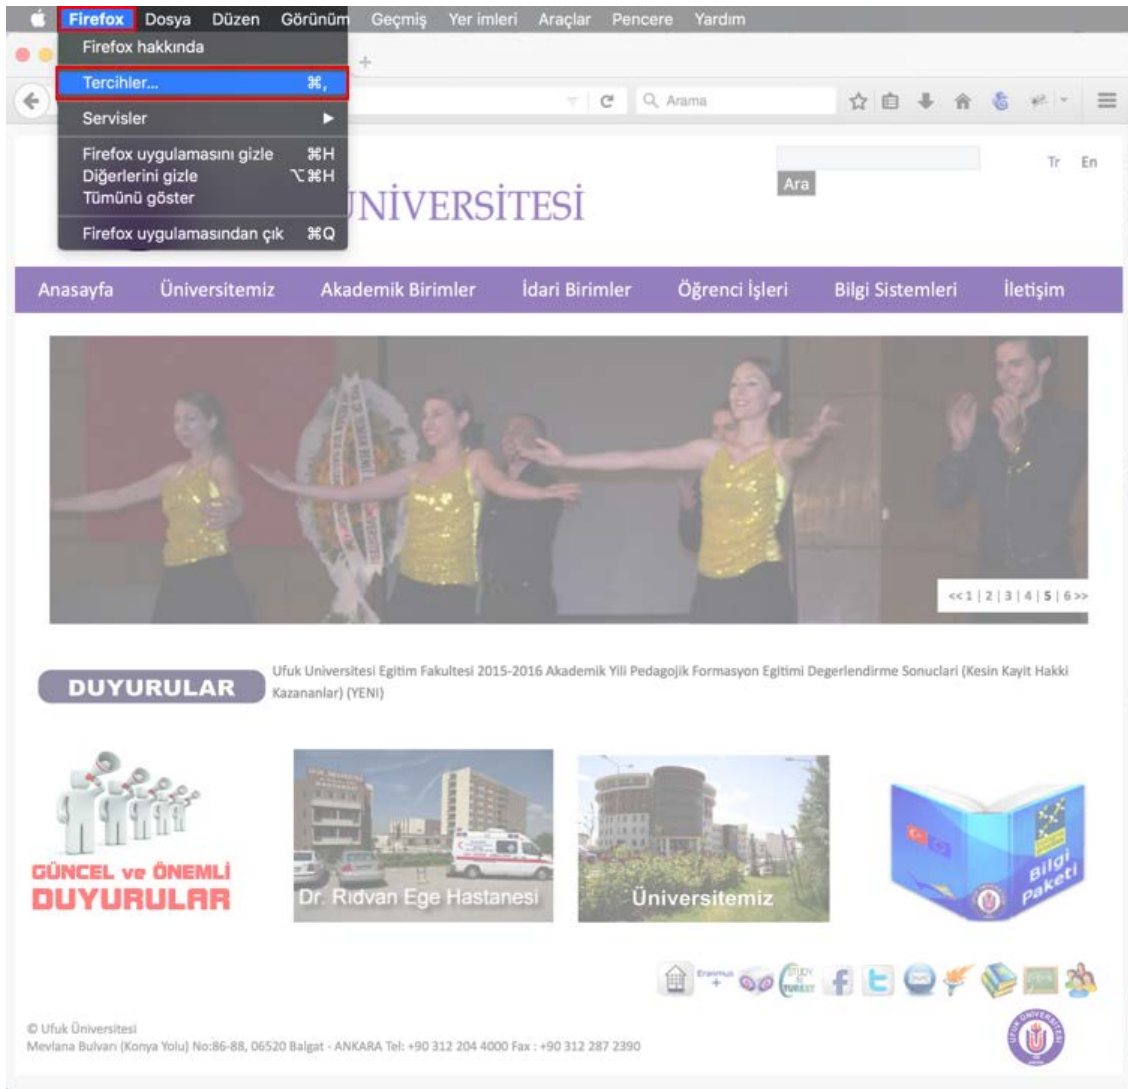 Firefox Dosya Düzen Görünüm Geçmiş Yer imleri Araçlar Pencere Yardım
Firefox hakkında
Tercihler... ⌘,
Servisler ▶
Firefox uygulamasını gizle ⌘H
Diğerlerini gizle ⌥⌘H
Tümünü göster
Firefox uygulamasından çık ⌘Q
Arama
Tr En
Ara
NİVERSİTESİ
Anasayfa Üniversitemiz Akademik Birimler İdari Birimler Öğrenci İşleri Bilgi Sistemleri İletişim
<< 1 | 2 | 3 | 4 | 5 | 6 >>
DUYURULAR
Ufuk Universitesi Egitim Fakultesi 2015-2016 Akademik Yili Pedagojik Formasyon Egitimi Degerlendirme Sonuclari (Kesin Kayit Hakki
Kazananlar) (YENI)
GÜNCEL ve ÖNEMLİ
DUYURULAR
Dr. Rıdvan Ege Hastanesi
Üniversitemiz
Bilgi
Paketi
Erasmus
+
STUDY
IN
TURKEY
© Ufuk Üniversitesi
Mevlana Bulvarı (Konya Yolu) No:86-88, 06520 Balgat - ANKARA Tel: +90 312 204 4000 Fax : +90 312 287 2390